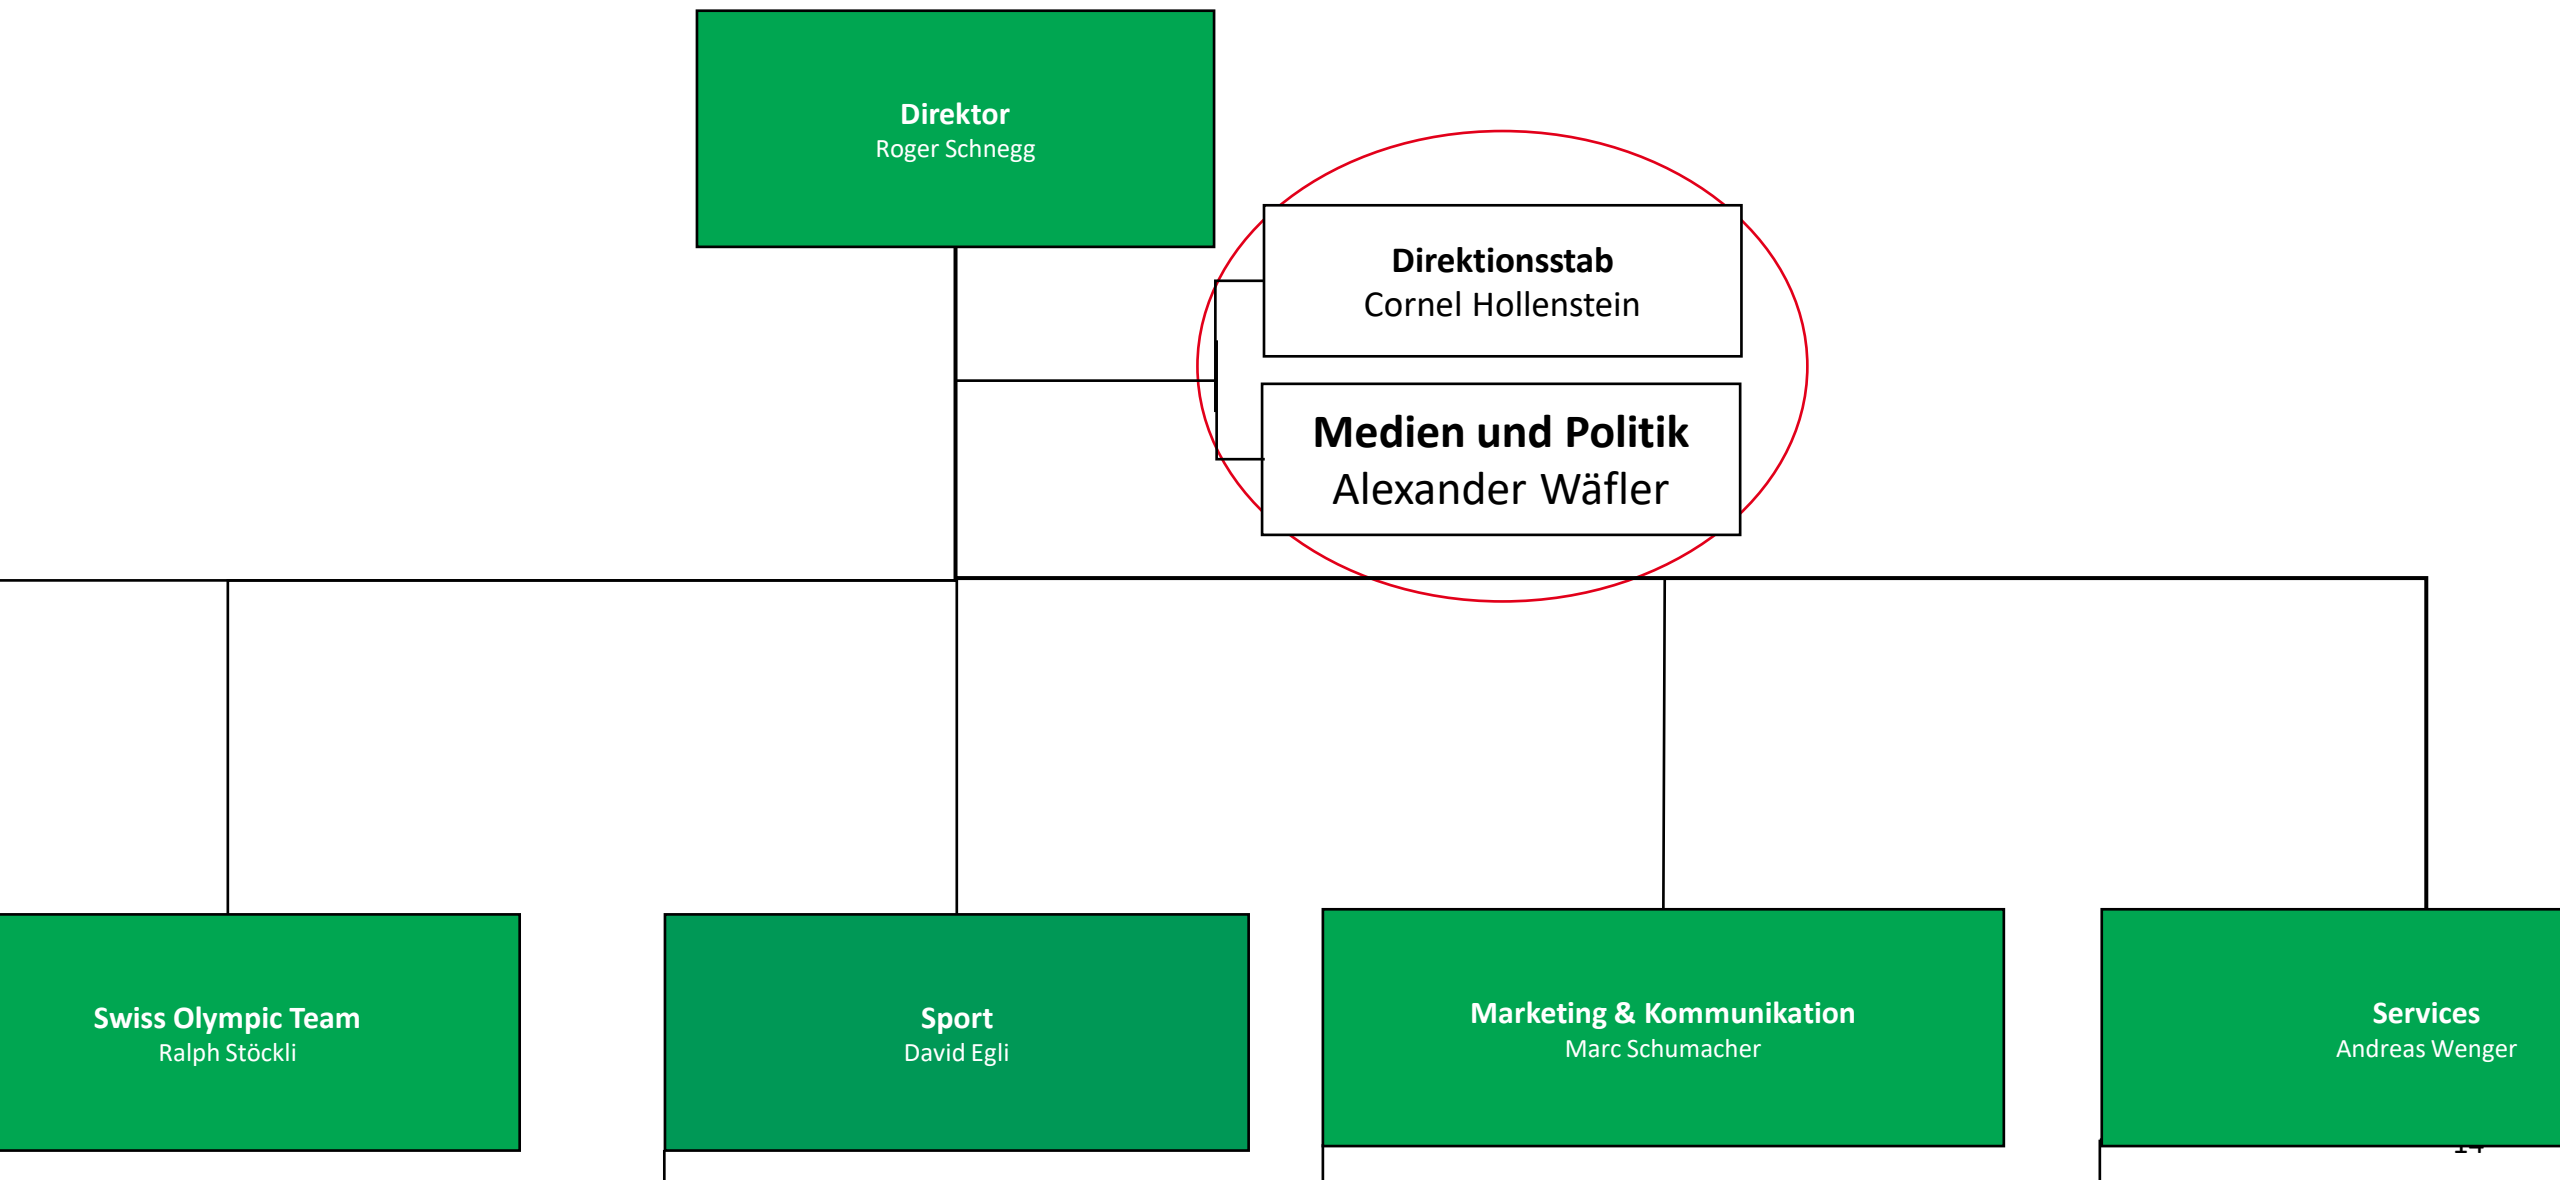 Direktor
Roger Schnegg
Direktionsstab
Cornel Hollenstein
Medien und Politik
Alexander Wäfler
Swiss Olympic Team
Ralph Stöckli
Sport
David Egli
Marketing & Kommunikation
Marc Schumacher
Services
Andreas Wenger